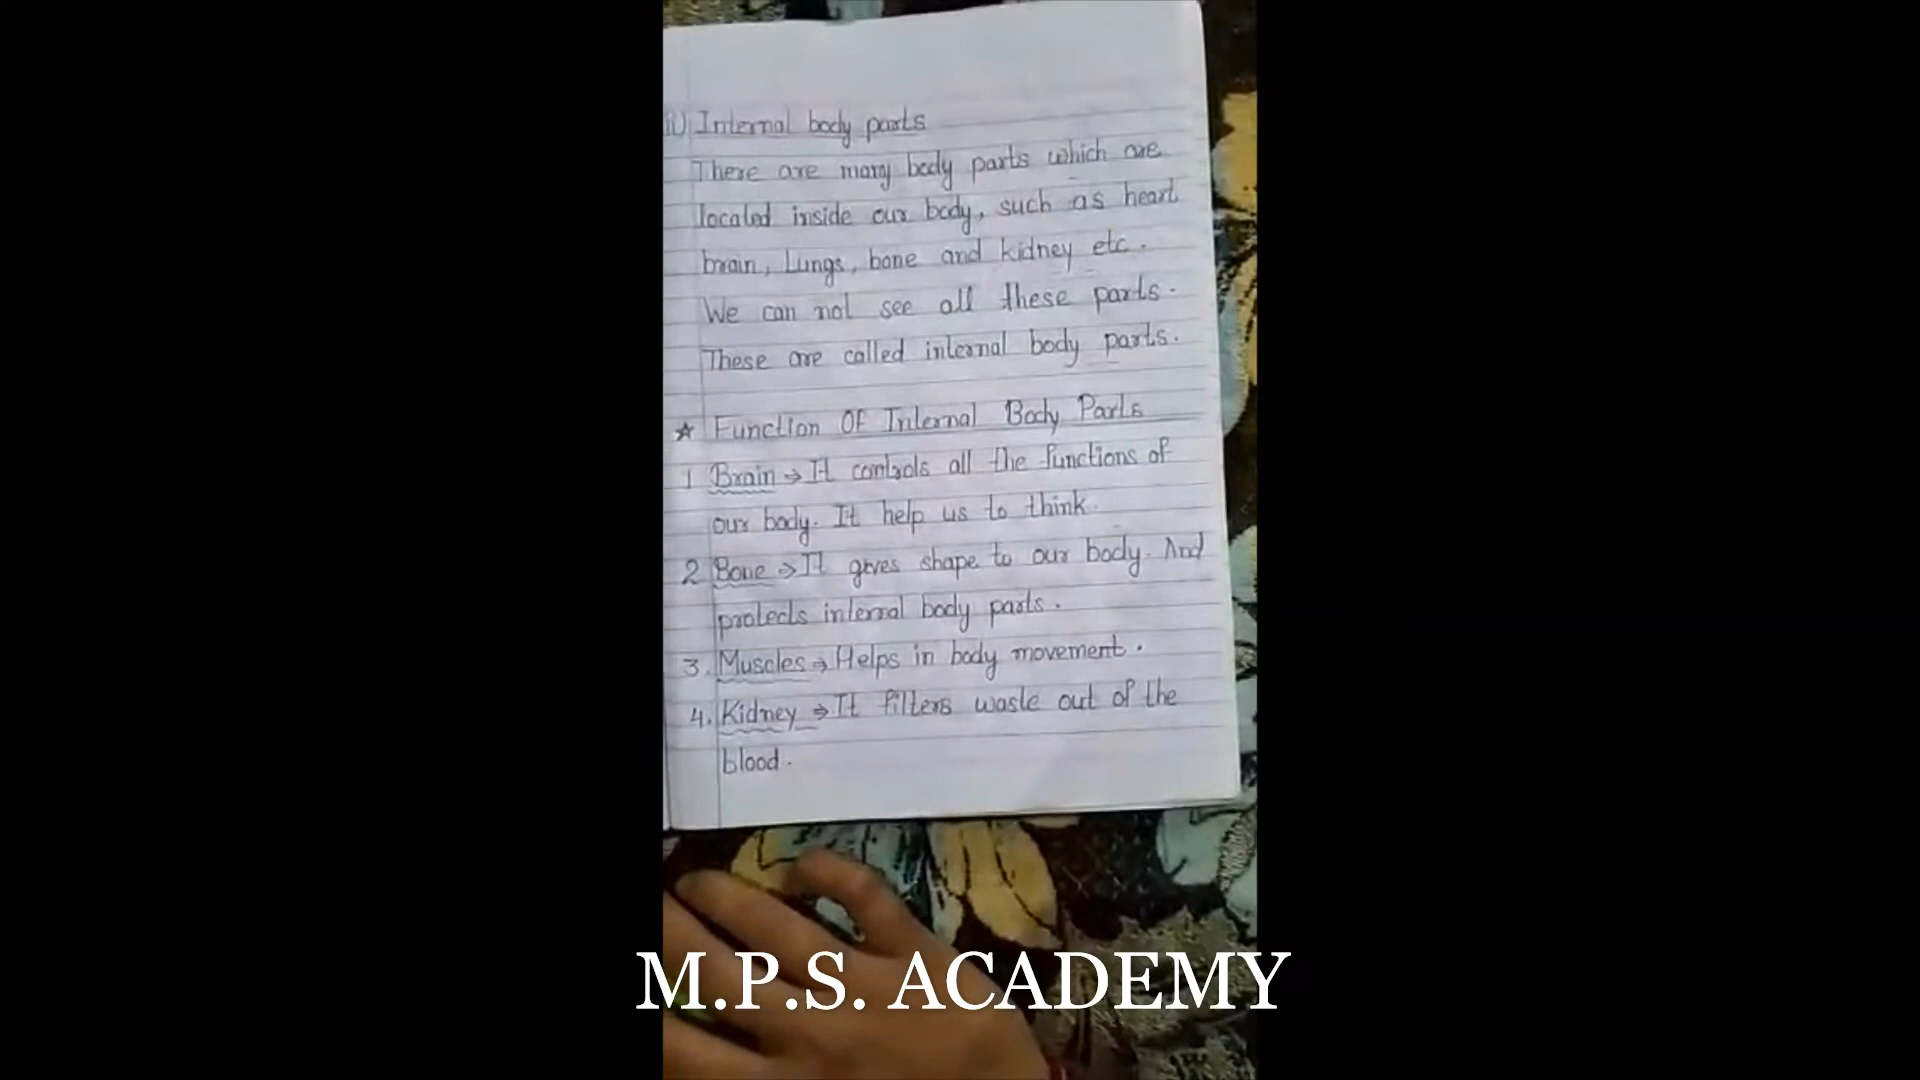 ii) Internal body parts
There are many body parts which are
located inside our body, such as heart
brain, Lungs, bone and kidney etc.
We can not see all these parts.
These are called internal body parts.
☆ Function Of Internal Body Parts
1 Brain → It controls all the functions of
our body. It help us to think.
2 Bone → It gives shape to our body. And
protects internal body parts.
3. Muscles → Helps in body movement.
4. Kidney → It filters waste out of the
blood.
M.P.S. ACADEMY